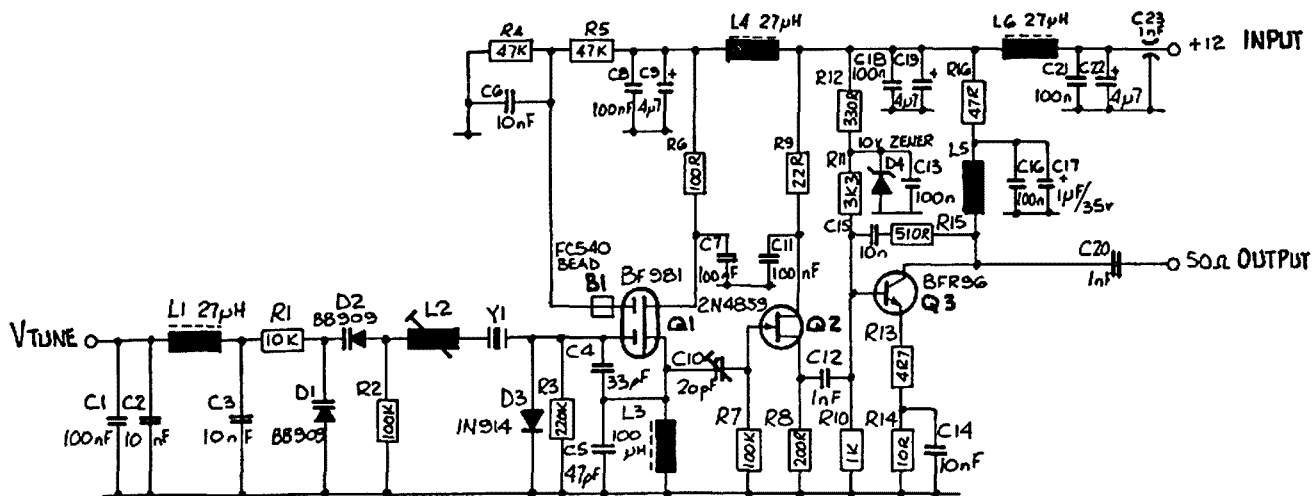 R4
47K
R5
47K
L4 27µH
L6 27µH
C23
1nF
+12 INPUT
C6
10nF
C8
100nF
C9
4µ7
+
R12
330R
C18
100n
C19
4µ7
+
R16
47R
C21
100n
C22
4µ7
+
R6
100R
R9
22R
R11
3K3
10V ZENER
D4
C13
100n
L5
C16
100n
C17
+
1µF/35V
C15
10n
510R
R15
FC540
BEAD
B1
BF981
C7
100nF
C11
100nF
2N4859
Q1
Q2
BFR96
Q3
C20
1nF
50Ω OUTPUT
VTUNE
L1 27µH
R1
10K
D2
BB909
L2
Y1
C4
33pF
C10
20pF
C12
1nF
R13
4R7
C1
100nF
C2
10nF
C3
10nF
D1
BB909
R2
100K
D3
1N914
R3
220K
C5
47pF
L3
100µH
R7
100K
R8
200R
R10
1K
R14
10R
C14
10nF